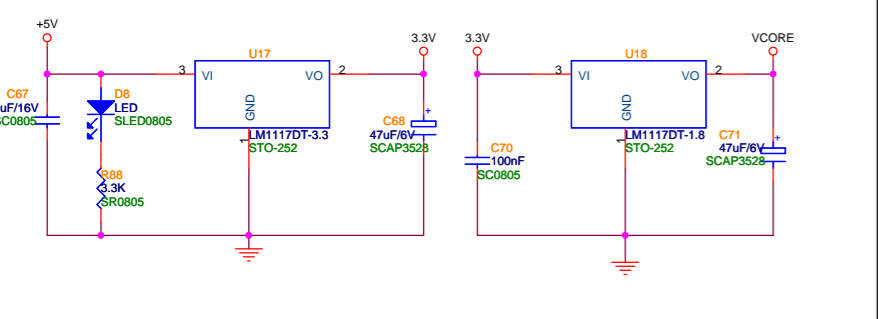 +5V
3.3V
3.3V
VCORE
U17
U18
3
VI
VO
2
3
VI
VO
2
C67
uF/16V
SC0805
D8
LED
SLED0805
GND
1
LM1117DT-3.3
STO-252
C68
47uF/6V
SCAP3528
GND
1
LM1117DT-1.8
STO-252
C71
47uF/6V
SCAP3528
C70
100nF
SC0805
R88
3.3K
SR0805